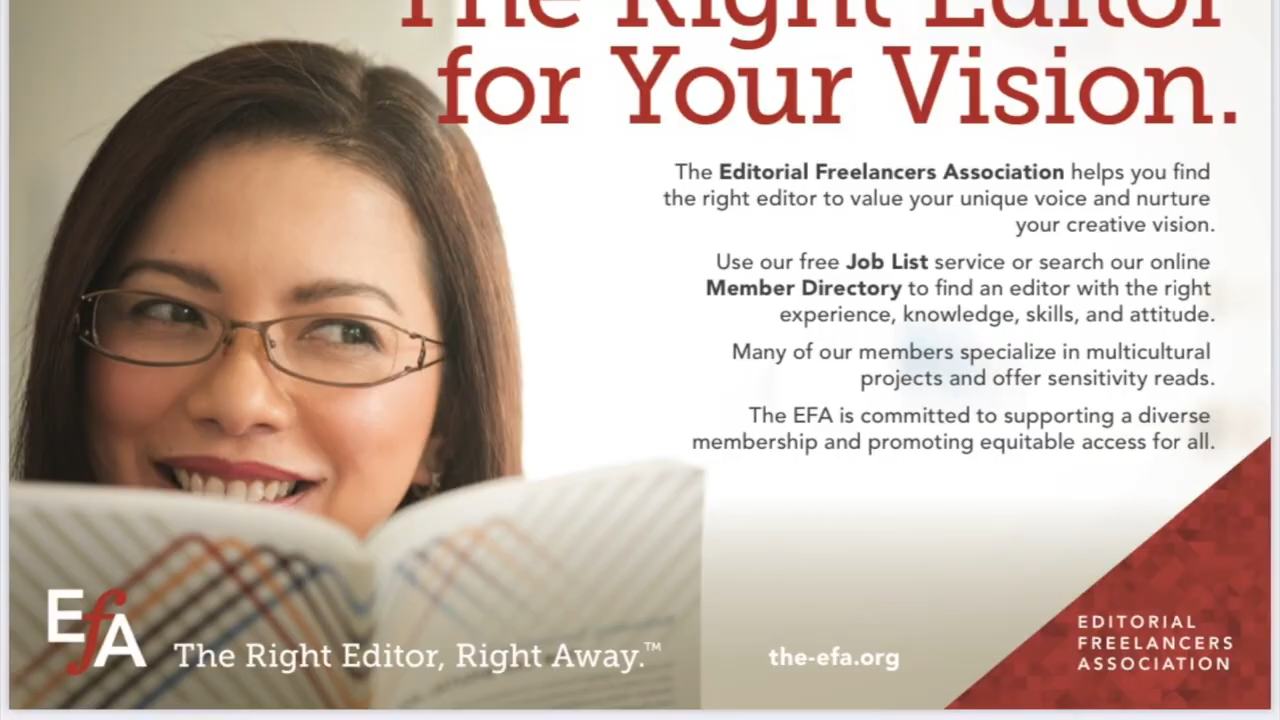 The Right Editor
for Your Vision.
The Editorial Freelancers Association helps you find
the right editor to value your unique voice and nurture
your creative vision.
Use our free Job List service or search our online
Member Directory to find an editor with the right
experience, knowledge, skills, and attitude.
Many of our members specialize in multicultural
projects and offer sensitivity reads.
The EFA is committed to supporting a diverse
membership and promoting equitable access for all.
EfA
The Right Editor, Right Away.™
the-efa.org
EDITORIAL
FREELANCERS
ASSOCIATION